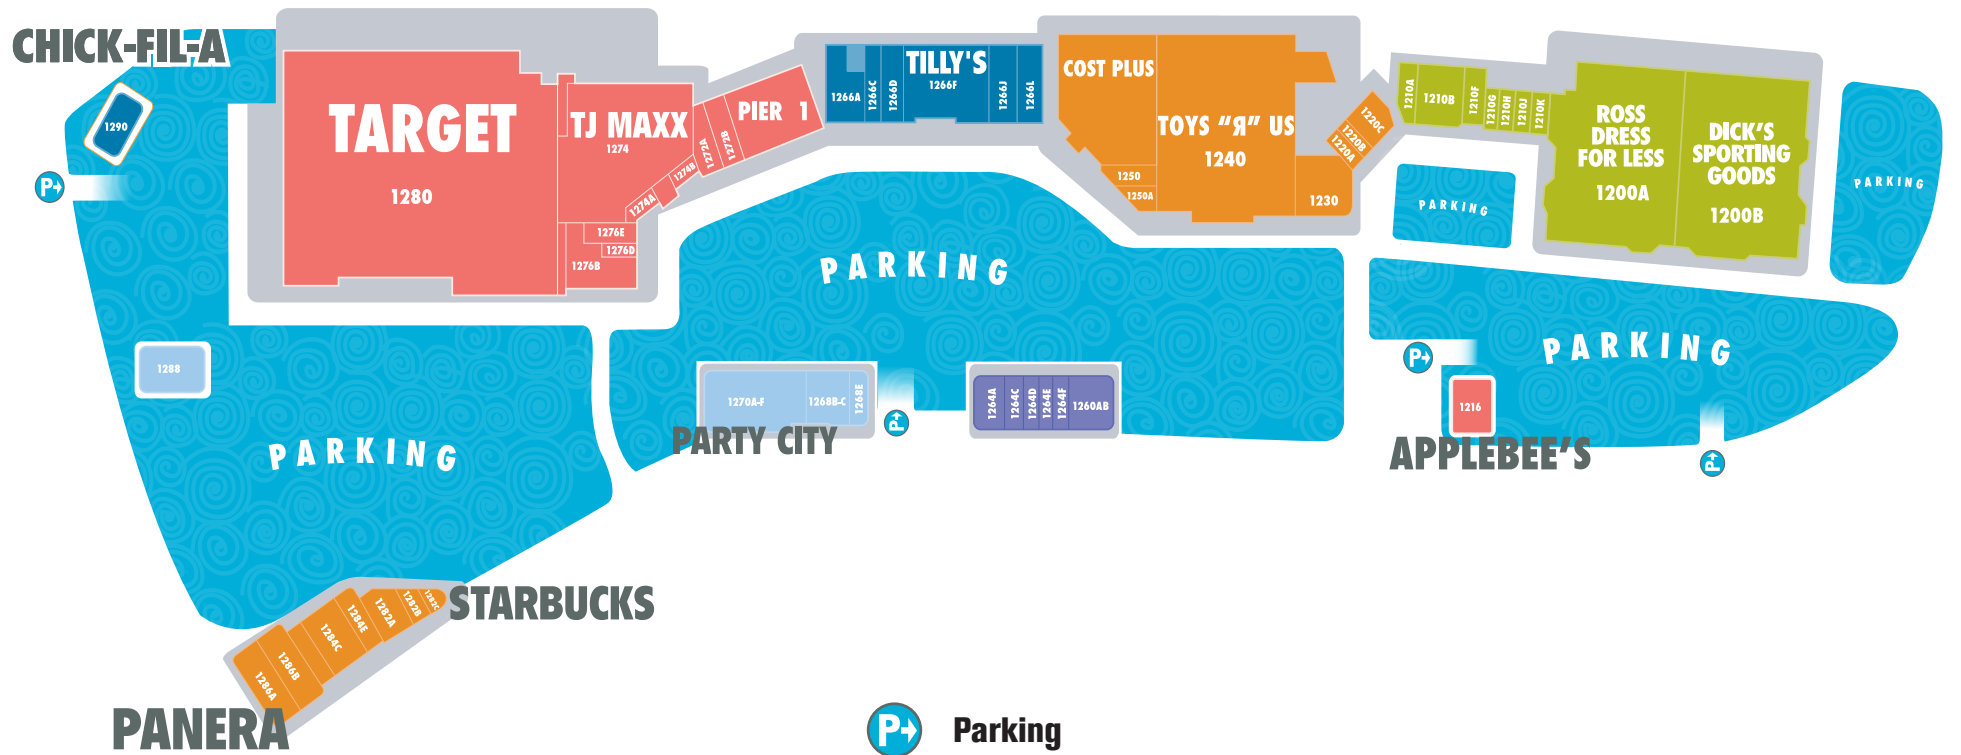 CHICK-FIL-A
1290
P
TARGET
1280
TJ MAXX
1274
1272A
1272B
PIER 1
1274B
1274A
1276E
1276D
1276B
1266A
1266C
1266D
TILLY'S
1266F
1266J
1266L
COST PLUS
TOYS “Я” US
1240
1250
1250A
1230
1220C
1220B
1220A
1210A
1210B
1210F
1210G
1210H
1210J
1210K
ROSS
DRESS
FOR LESS
1200A
DICK'S
SPORTING
GOODS
1200B
PARKING
PARKING
PARKING
PARKING
PARKING
1288
1270A-F
1268B-C
1268E
PARTY CITY
P
1264A
1264C
1264D
1264E
1264F
1260AB
P
1216
APPLEBEE’S
P
1282C
1282B
1282A
1284E
1284C
1286B
1286A
STARBUCKS
PANERA
P
Parking